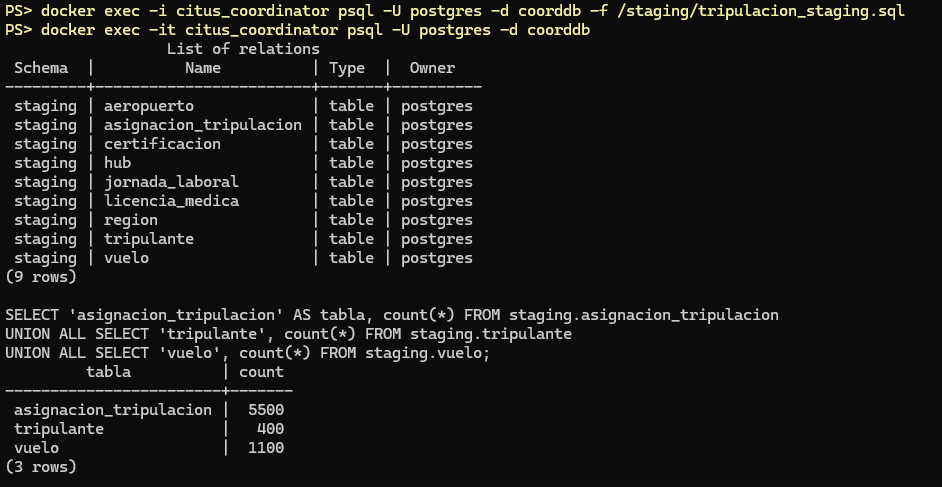 PS> docker exec -i citus_coordinator psql -U postgres -d coorddb -f /staging/tripulacion_staging.sql
PS> docker exec -it citus_coordinator psql -U postgres -d coorddb
                  List of relations
 Schema  |          Name          | Type  |  Owner
---------+------------------------+-------+----------
 staging | aeropuerto             | table | postgres
 staging | asignacion_tripulacion | table | postgres
 staging | certificacion          | table | postgres
 staging | hub                    | table | postgres
 staging | jornada_laboral        | table | postgres
 staging | licencia_medica        | table | postgres
 staging | region                 | table | postgres
 staging | tripulante             | table | postgres
 staging | vuelo                  | table | postgres
(9 rows)

SELECT 'asignacion_tripulacion' AS tabla, count(*) FROM staging.asignacion_tripulacion
UNION ALL SELECT 'tripulante', count(*) FROM staging.tripulante
UNION ALL SELECT 'vuelo', count(*) FROM staging.vuelo;
         tabla          | count
------------------------+-------
 asignacion_tripulacion |  5500
 tripulante             |   400
 vuelo                  |  1100
(3 rows)